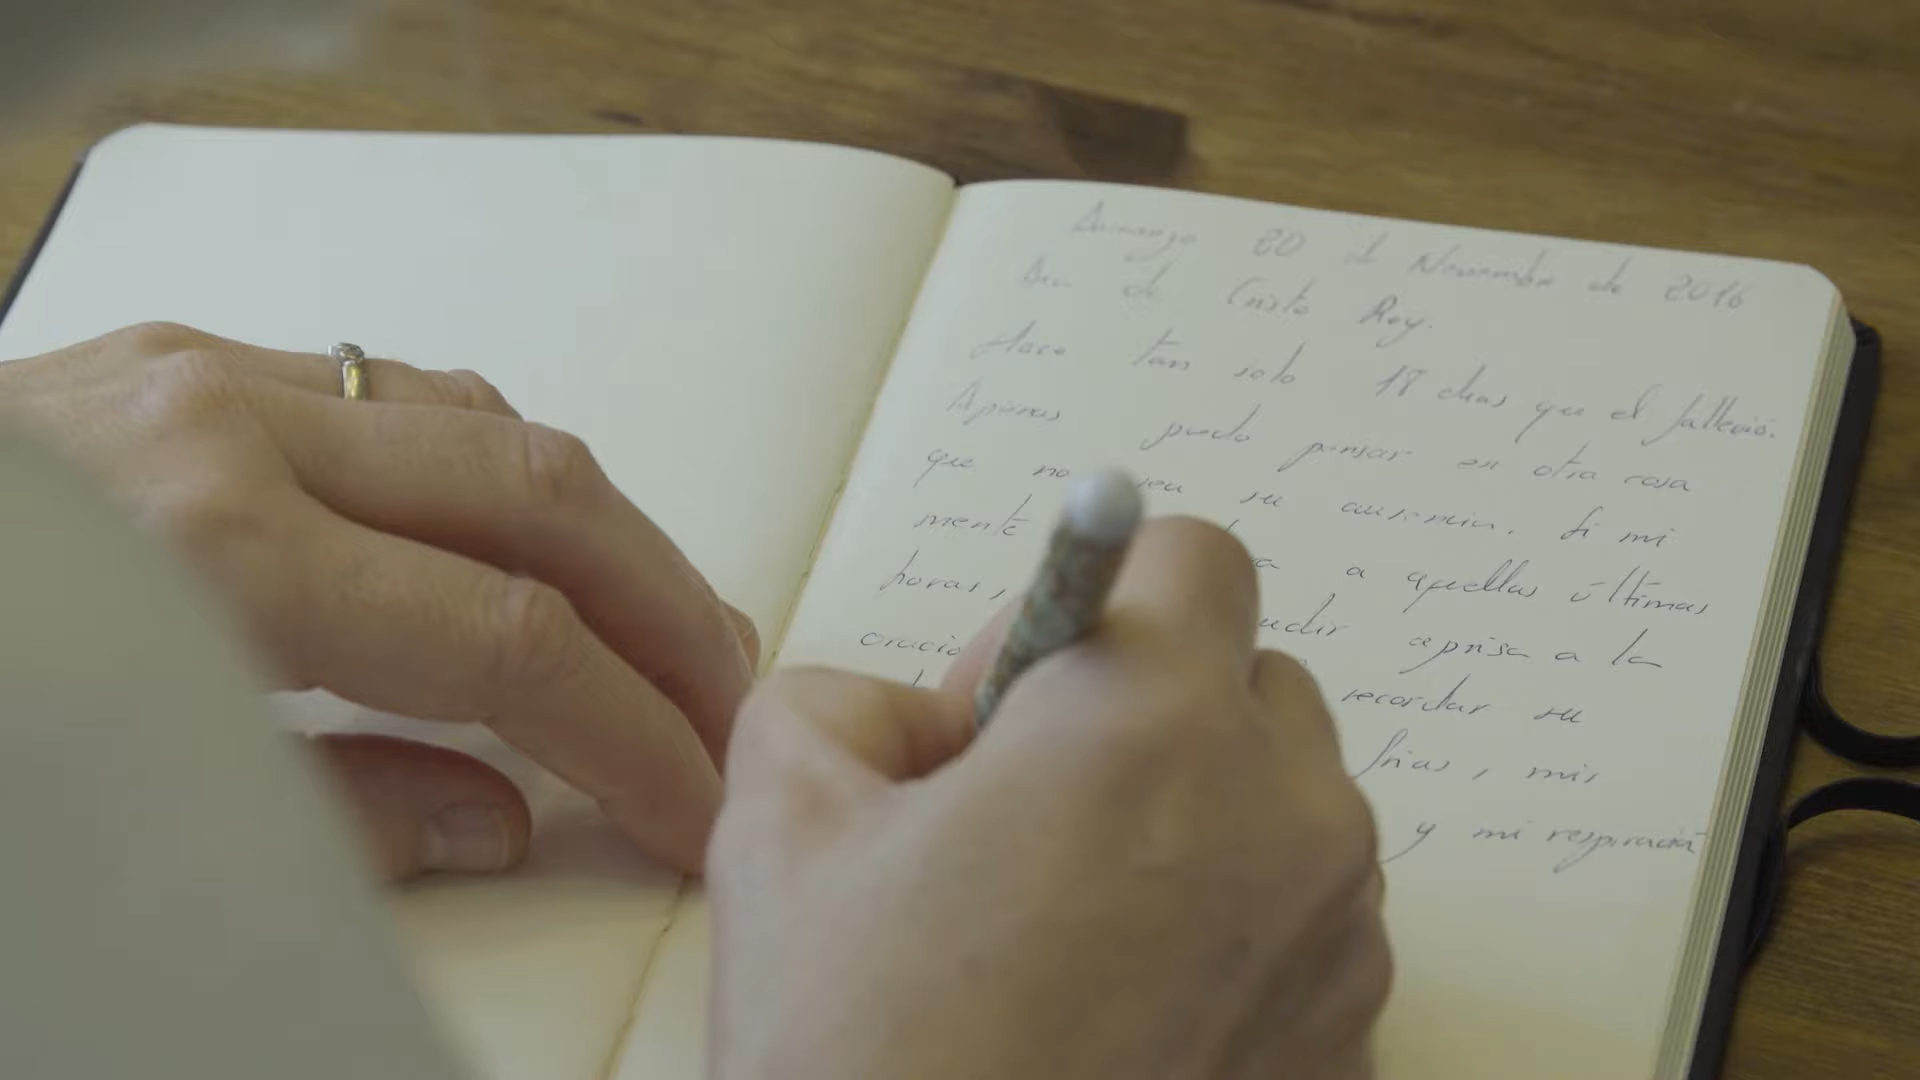 Domingo 20 de Noviembre de 2016
Día de Cristo Rey.
Hace tan solo 18 días que el falleció.
Apenas puedo pensar en otra cosa
que no sea su ausencia. Si mi
mente a aquellas últimas
horas, aprisa a la
recordar su
frías, mis
y mi respiración